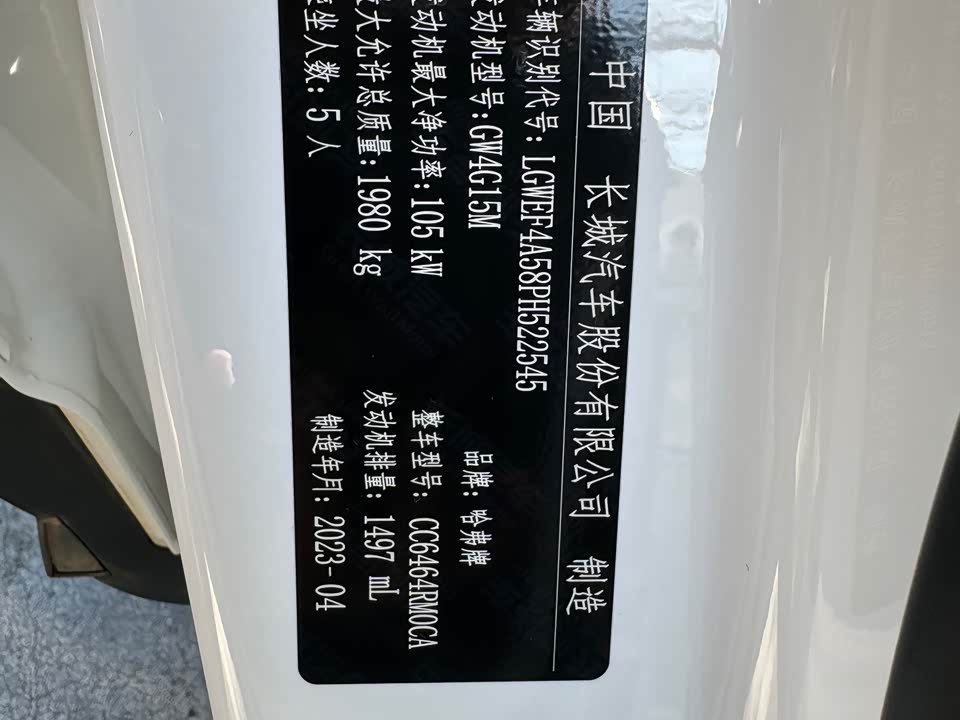 中国 长城汽车股份有限公司 制造
车辆识别代号: LGWEF4A58PH522545
发动机型号: GW4G15M 品牌: 哈弗牌
发动机最大净功率: 105 kW 整车型号: CC6464RM0CA
最大允许总质量: 1980 kg 发动机排量: 1497 mL
乘坐人数: 5 人 制造年月: 2023-04